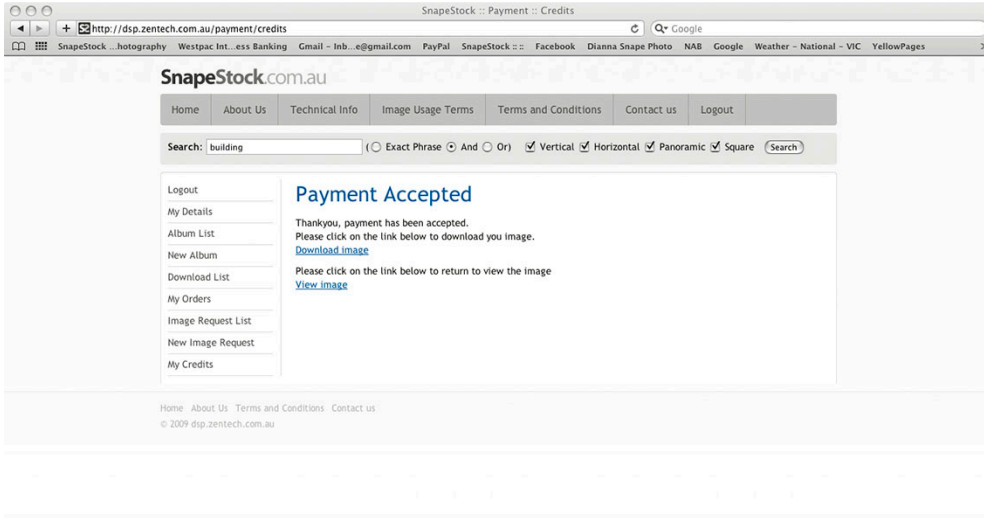 SnapeStock :: Payment :: Credits
http://dsp.zentech.com.au/payment/credits
Google
SnapeStock ...hotography Westpac Int...ess Banking Gmail - Inb...e@gmail.com PayPal SnapeStock :: :: Facebook Dianna Snape Photo NAB Google Weather - National - VIC YellowPages
SnapeStock.com.au
Home About Us Technical Info Image Usage Terms Terms and Conditions Contact us Logout
Search: building ( Exact Phrase And Or) Vertical Horizontal Panoramic Square Search
Logout
My Details
Album List
New Album
Download List
My Orders
Image Request List
New Image Request
My Credits
Payment Accepted
Thankyou, payment has been accepted.
Please click on the link below to download you image.
Download image
Please click on the link below to return to view the image
View image
Home About Us Terms and Conditions Contact us
© 2009 dsp.zentech.com.au